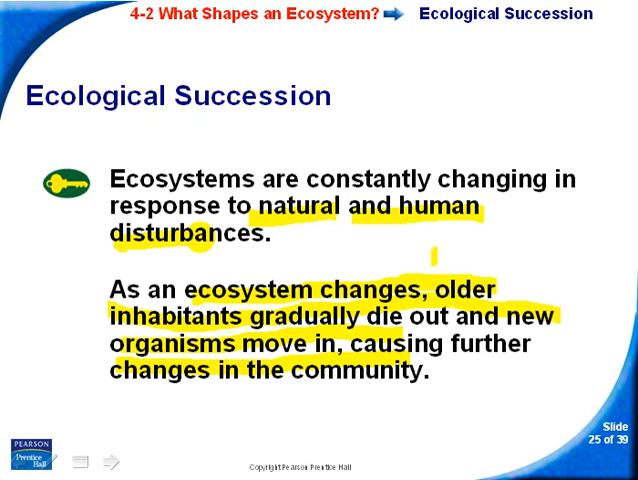 4-2 What Shapes an Ecosystem? Ecological Succession
Ecological Succession
Ecosystems are constantly changing in
response to natural and human
disturbances.
As an ecosystem changes, older
inhabitants gradually die out and new
organisms move in, causing further
changes in the community.
Slide
25 of 39
PEARSON
Prentice
Hall
Copyright Pearson Prentice Hall